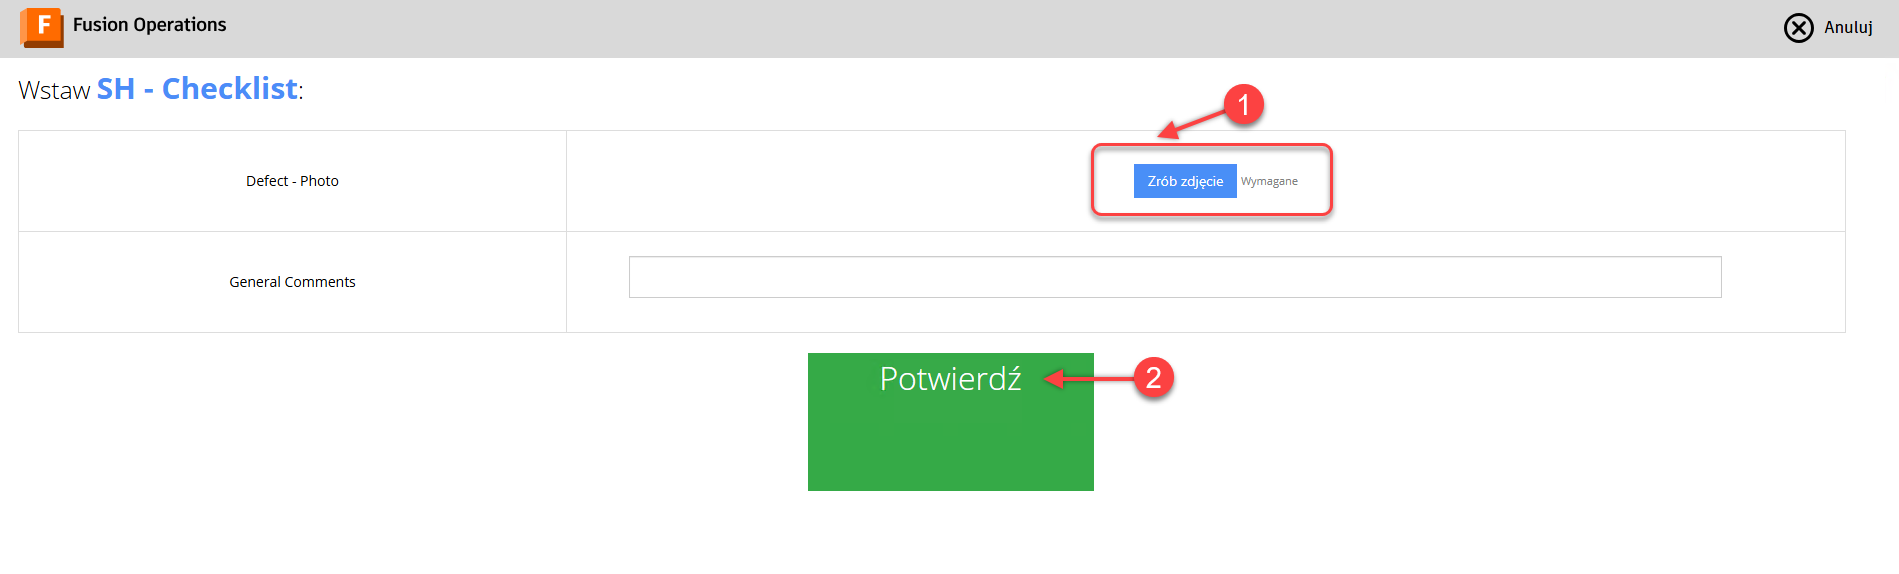 F Fusion Operations
Anuluj
Wstaw SH - Checklist:
1
Defect - Photo
Zrób zdjęcie Wymagane
General Comments
Potwierdź
2